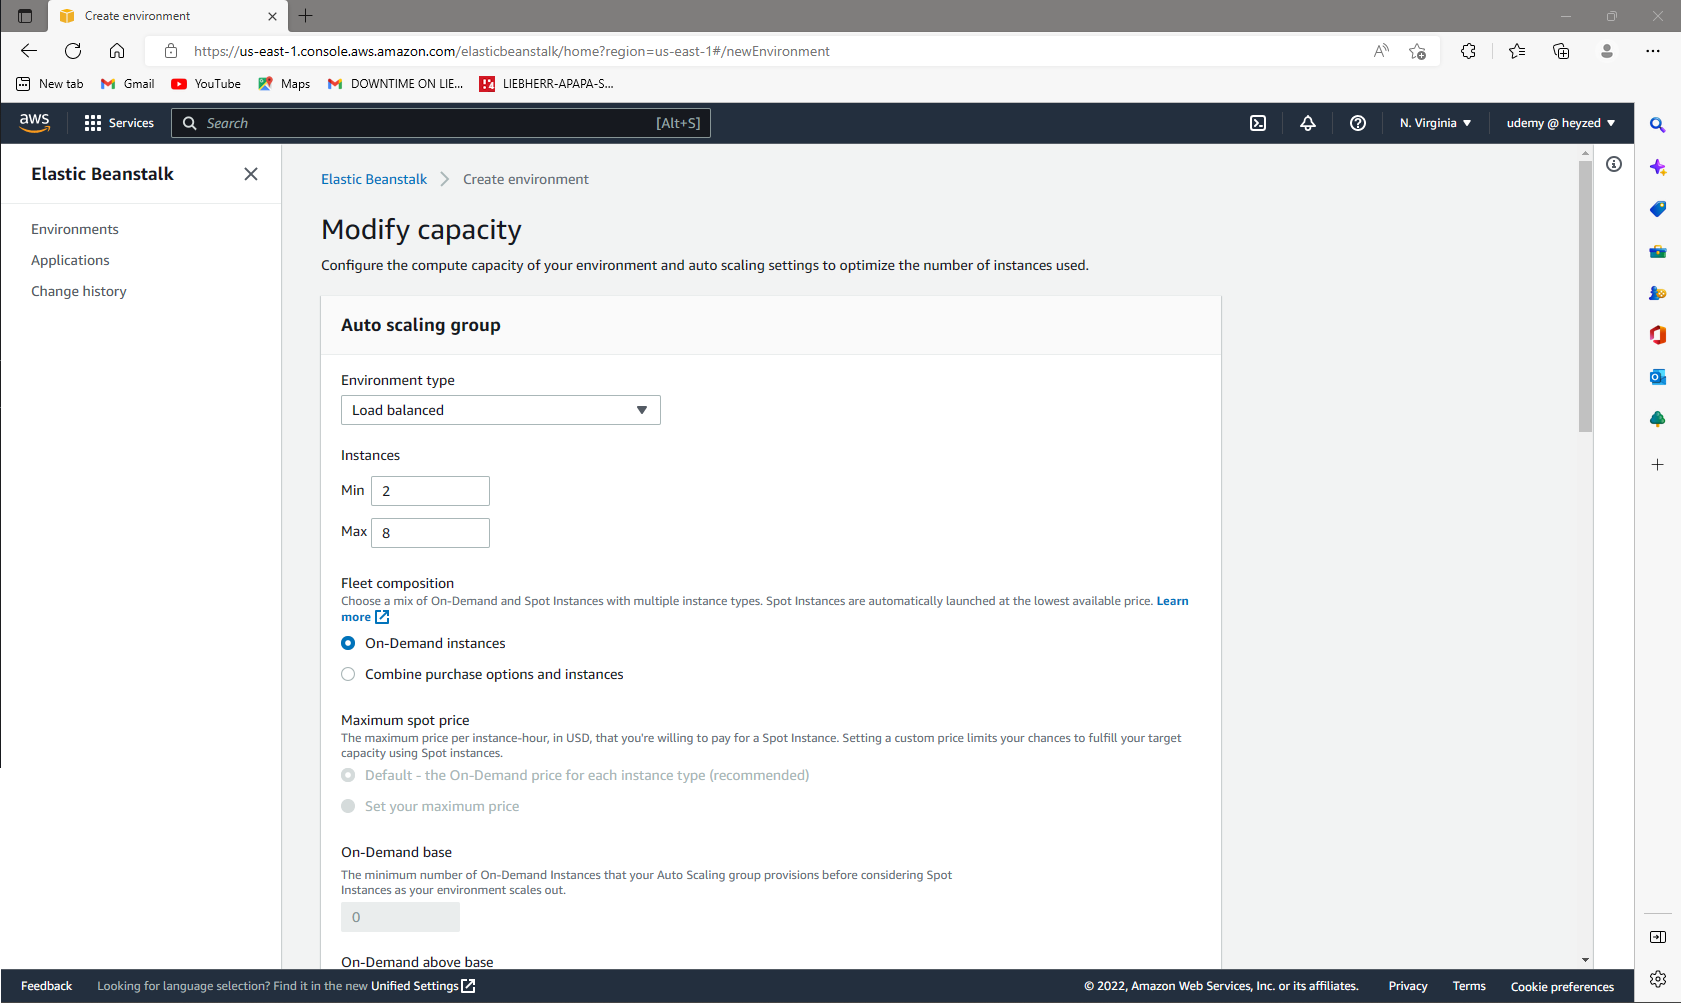 Create environment
https://us-east-1.console.aws.amazon.com/elasticbeanstalk/home?region=us-east-1#/newEnvironment
New tab
Gmail
YouTube
Maps
DOWNTIME ON LIE...
LIEBHERR-APAPA-S...
aws
Services
Search
[Alt+S]
N. Virginia
udemy @ heyzed
Elastic Beanstalk
Environments
Applications
Change history
Elastic Beanstalk
Create environment
Modify capacity
Configure the compute capacity of your environment and auto scaling settings to optimize the number of instances used.
Auto scaling group
Environment type
Load balanced
Instances
Min 2
Max 8
Fleet composition
Choose a mix of On-Demand and Spot Instances with multiple instance types. Spot Instances are automatically launched at the lowest available price. Learn
more
On-Demand instances
Combine purchase options and instances
Maximum spot price
The maximum price per instance-hour, in USD, that you're willing to pay for a Spot Instance. Setting a custom price limits your chances to fulfill your target
capacity using Spot instances.
Default - the On-Demand price for each instance type (recommended)
Set your maximum price
On-Demand base
The minimum number of On-Demand Instances that your Auto Scaling group provisions before considering Spot
Instances as your environment scales out.
0
On-Demand above base
Feedback
Looking for language selection? Find it in the new Unified Settings
© 2022, Amazon Web Services, Inc. or its affiliates.
Privacy
Terms
Cookie preferences